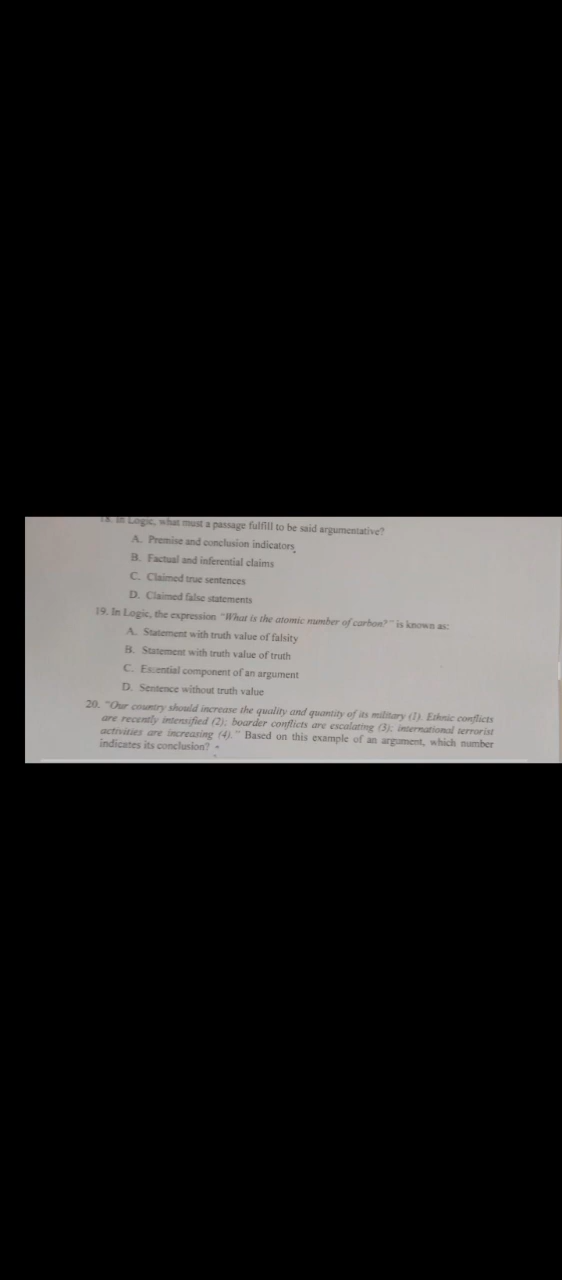 18. In Logic, what must a passage fulfill to be said argumentative?
A. Premise and conclusion indicators
B. Factual and inferential claims
C. Claimed true sentences
D. Claimed false statements
19. In Logic, the expression "What is the atomic number of carbon?" is known as:
A. Statement with truth value of falsity
B. Statement with truth value of truth
C. Essential component of an argument
D. Sentence without truth value
20. "Our country should increase the quality and quantity of its military (1). Ethnic conflicts
are recently intensified (2); boarder conflicts are escalating (3); international terrorist
activities are increasing (4)." Based on this example of an argument, which number
indicates its conclusion?